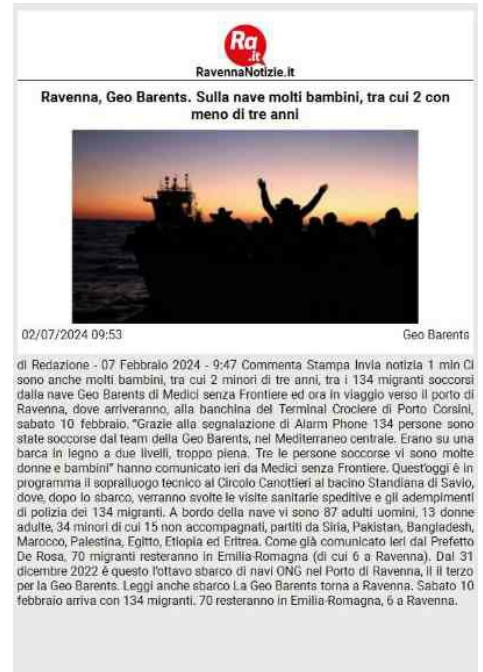 Ra
.it
RavennaNotizie.it
Ravenna, Geo Barents. Sulla nave molti bambini, tra cui 2 con
meno di tre anni
02/07/2024 09:53
Geo Barents
di Redazione - 07 Febbraio 2024 - 9:47 Commenta Stampa Invia notizia 1 min Ci
sono anche molti bambini, tra cui 2 minori di tre anni, tra i 134 migranti soccorsi
dalla nave Geo Barents di Medici senza Frontiere ed ora in viaggio verso il porto di
Ravenna, dove arriveranno, alla banchina del Terminal Crociere di Porto Corsini,
sabato 10 febbraio. "Grazie alla segnalazione di Alarm Phone 134 persone sono
state soccorse dal team della Geo Barents, nel Mediterraneo centrale. Erano su una
barca in legno a due livelli, troppo piena. Tre le persone soccorse vi sono molte
donne e bambini" hanno comunicato ieri da Medici senza Frontiere. Quest'oggi è in
programma il sopralluogo tecnico al Circolo Canottieri al bacino Standiana di Savio,
dove, dopo lo sbarco, verranno svolte le visite sanitarie speditive e gli adempimenti
di polizia dei 134 migranti. A bordo della nave vi sono 87 adulti uomini, 13 donne
adulte, 34 minori di cui 15 non accompagnati, partiti da Siria, Pakistan, Bangladesh,
Marocco, Palestina, Egitto, Etiopia ed Eritrea. Come già comunicato ieri dal Prefetto
De Rosa, 70 migranti resteranno in Emilia-Romagna (di cui 6 a Ravenna). Dal 31
dicembre 2022 è questo l'ottavo sbarco di navi ONG nel Porto di Ravenna, il il terzo
per la Geo Barents. Leggi anche sbarco La Geo Barents torna a Ravenna. Sabato 10
febbraio arriva con 134 migranti. 70 resteranno in Emilia-Romagna, 6 a Ravenna.